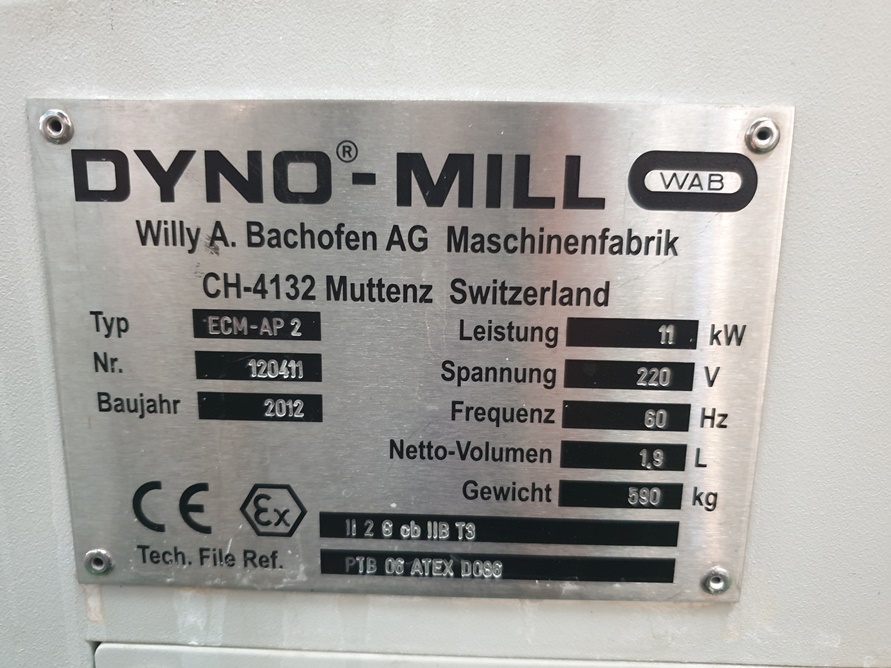 DYNO®-MILL WAB
Willy A. Bachofen AG Maschinenfabrik
CH-4132 Muttenz Switzerland
Typ ECM-AP 2
Nr. 120411
Baujahr 2012
Leistung 11 kW
Spannung 220 V
Frequenz 60 Hz
Netto-Volumen 1,9 L
Gewicht 590 kg
CE Ex II 2 G cb IIB T3
Tech. File Ref. PTB 06 ATEX D086